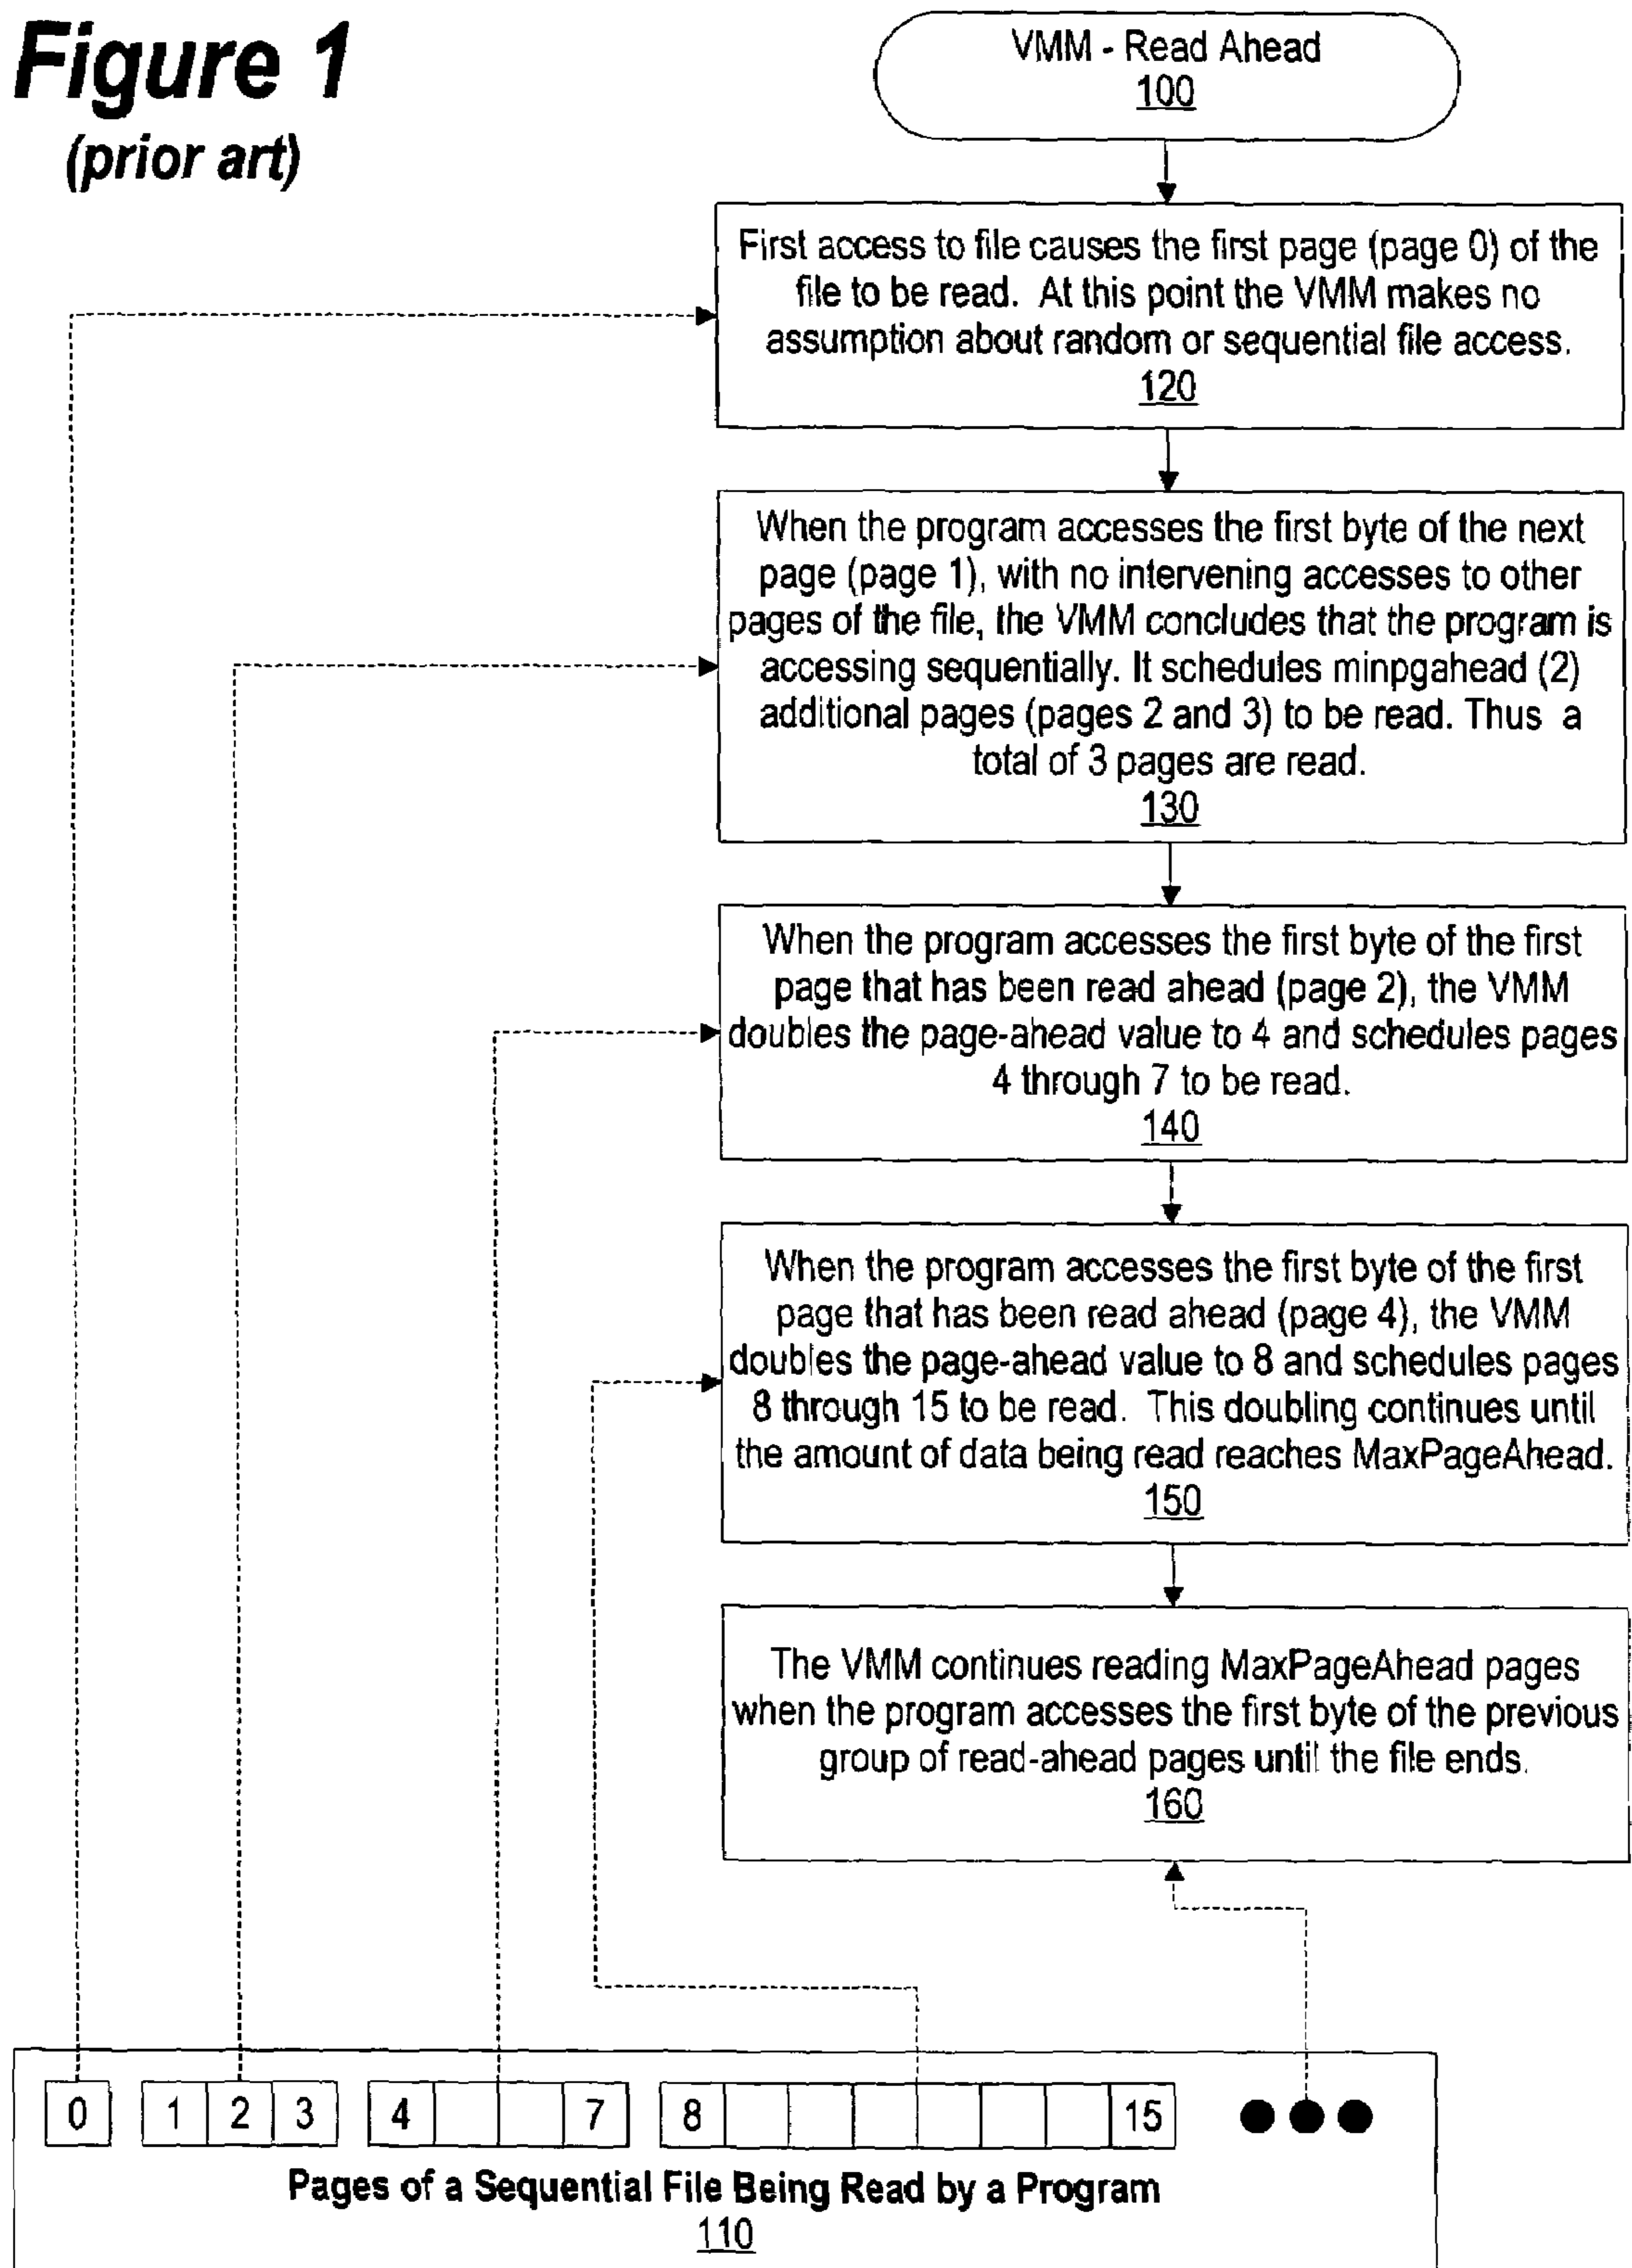 Figure 1
(prior art)
VMM - Read Ahead
100
First access to file causes the first page (page 0) of the
file to be read. At this point the VMM makes no
assumption about random or sequential file access.
120
When the program accesses the first byte of the next
page (page 1), with no intervening accesses to other
pages of the file, the VMM concludes that the program is
accessing sequentially. It schedules minpgahead (2)
additional pages (pages 2 and 3) to be read. Thus a
total of 3 pages are read.
130
When the program accesses the first byte of the first
page that has been read ahead (page 2), the VMM
doubles the page-ahead value to 4 and schedules pages
4 through 7 to be read.
140
When the program accesses the first byte of the first
page that has been read ahead (page 4), the VMM
doubles the page-ahead value to 8 and schedules pages
8 through 15 to be read. This doubling continues until
the amount of data being read reaches MaxPageAhead.
150
The VMM continues reading MaxPageAhead pages
when the program accesses the first byte of the previous
group of read-ahead pages until the file ends.
160
0 1 2 3 4 7 8 15
Pages of a Sequential File Being Read by a Program
110